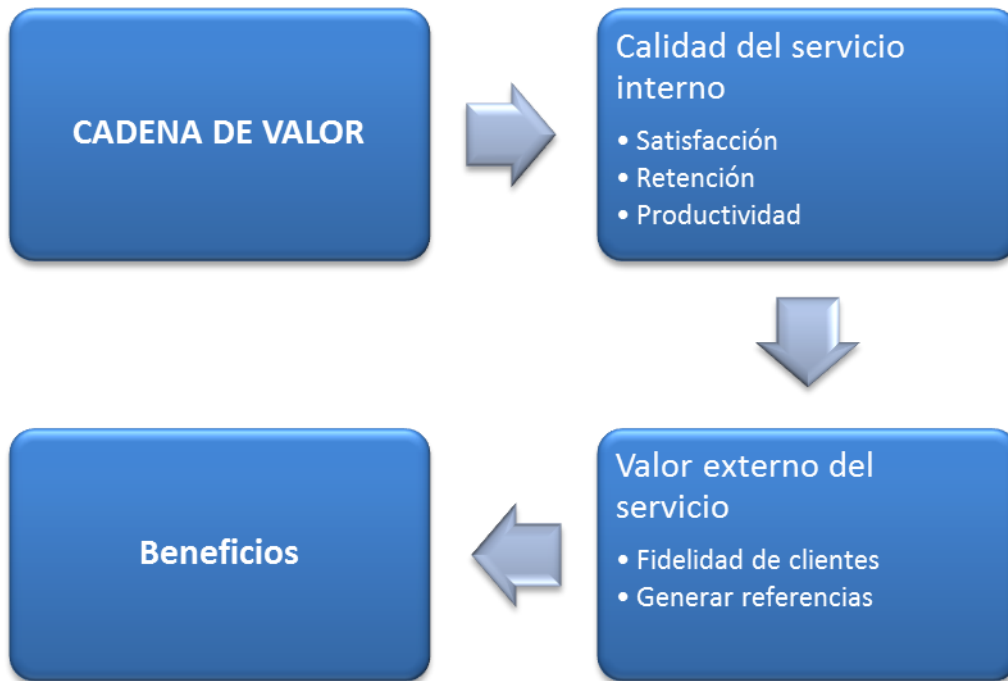 CADENA DE VALOR
Calidad del servicio
interno
• Satisfacción
• Retención
• Productividad
Valor externo del
servicio
• Fidelidad de clientes
• Generar referencias
Beneficios